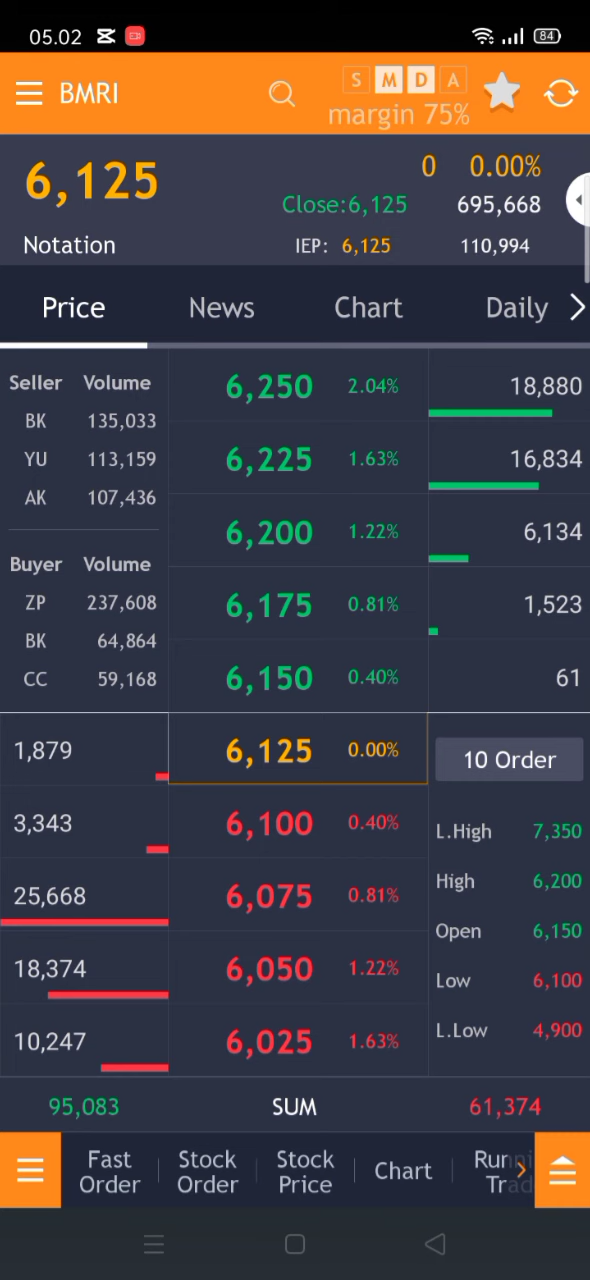 05.02 84
BMRI S M D A
margin 75%
6,125 0 0.00%
Close:6,125 695,668
Notation IEP: 6,125 110,994
Price News Chart Daily
Seller Volume
BK 135,033
YU 113,159
AK 107,436
Buyer Volume
ZP 237,608
BK 64,864
CC 59,168
6,250 2.04% 18,880
6,225 1.63% 16,834
6,200 1.22% 6,134
6,175 0.81% 1,523
6,150 0.40% 61
1,879 6,125 0.00%
3,343 6,100 0.40%
25,668 6,075 0.81%
18,374 6,050 1.22%
10,247 6,025 1.63%
10 Order
L.High 7,350
High 6,200
Open 6,150
Low 6,100
L.Low 4,900
95,083 SUM 61,374
Fast Order
Stock Order
Stock Price
Chart